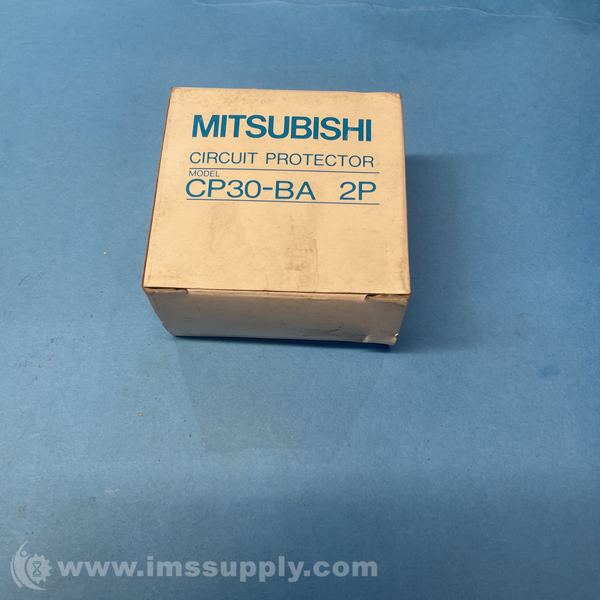 MITSUBISHI
CIRCUIT PROTECTOR
MODEL
CP30-BA 2P
www.imssupply.com